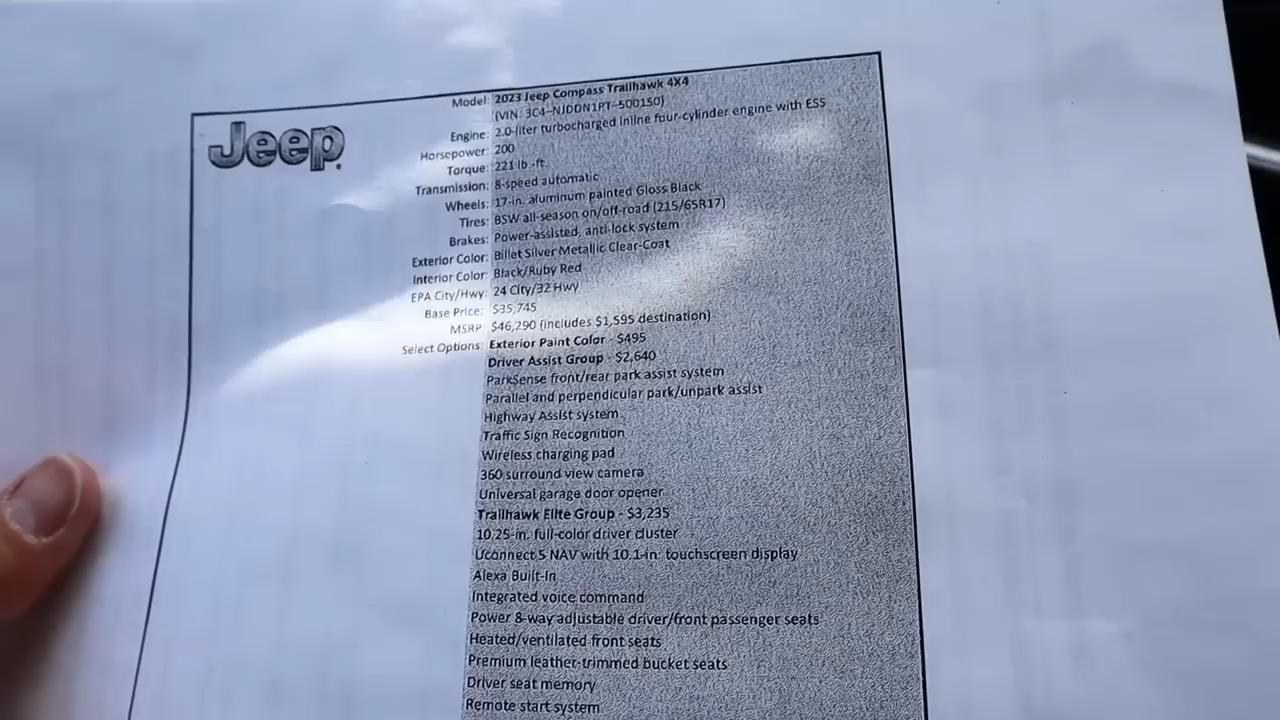 Jeep
Model: 2023 Jeep Compass Trailhawk 4X4
(VIN: 3C4-NJDDN1PT-500150)
Engine: 2.0-liter turbocharged inline four-cylinder engine with ESS
Horsepower: 200
Torque: 221 lb.-ft.
Transmission: 8-speed automatic
Wheels: 17-in. aluminum painted Gloss Black
Tires: BSW all-season on/off-road (215/65R17)
Brakes: Power-assisted, anti-lock system
Exterior Color: Billet Silver Metallic Clear-Coat
Interior Color: Black/Ruby Red
EPA City/Hwy: 24 City/32 Hwy
Base Price: $35,745
MSRP $46,290 (includes $1,595 destination)
Select Options: Exterior Paint Color - $495
Driver Assist Group - $2,640
ParkSense front/rear park assist system
Parallel and perpendicular park/unpark assist
Highway Assist system
Traffic Sign Recognition
Wireless charging pad
360 surround view camera
Universal garage door opener
Trailhawk Elite Group - $3,235
10.25-in. full-color driver cluster
Uconnect 5 NAV with 10.1-in. touchscreen display
Alexa Built-In
Integrated voice command
Power 8-way adjustable driver/front passenger seats
Heated/ventilated front seats
Premium leather-trimmed bucket seats
Driver seat memory
Remote start system